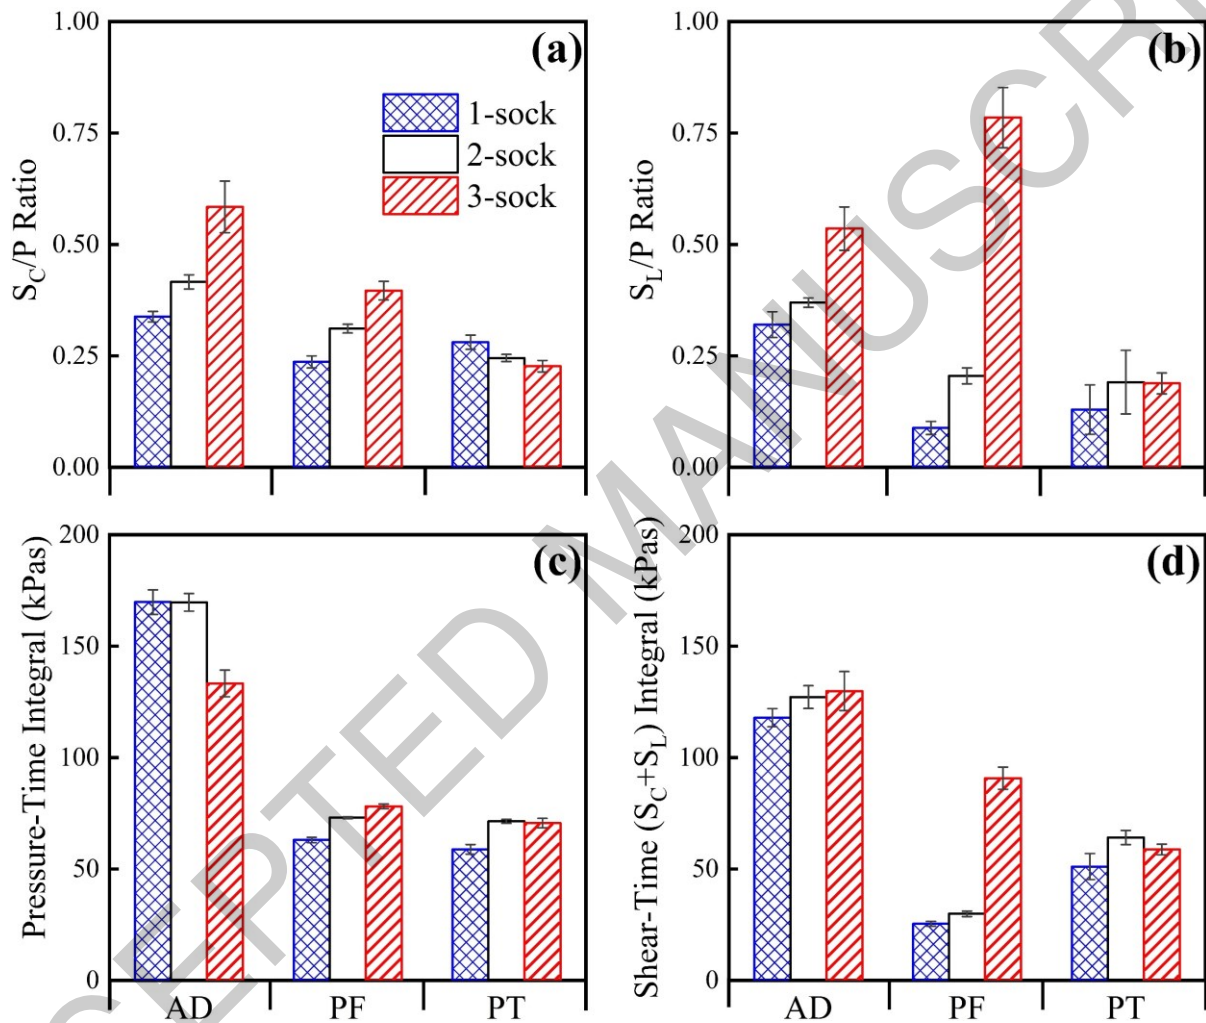 1.00
0.75
0.50
0.25
0.00
S_C/P Ratio
(a)
1-sock
2-sock
3-sock
1.00
0.75
0.50
0.25
0.00
S_L/P Ratio
(b)
200
150
100
50
0
Pressure-Time Integral (kPas)
(c)
AD PF PT
200
150
100
50
0
Shear-Time (S_C+S_L) Integral (kPas)
(d)
AD PF PT
CEPTED MANUSCRI